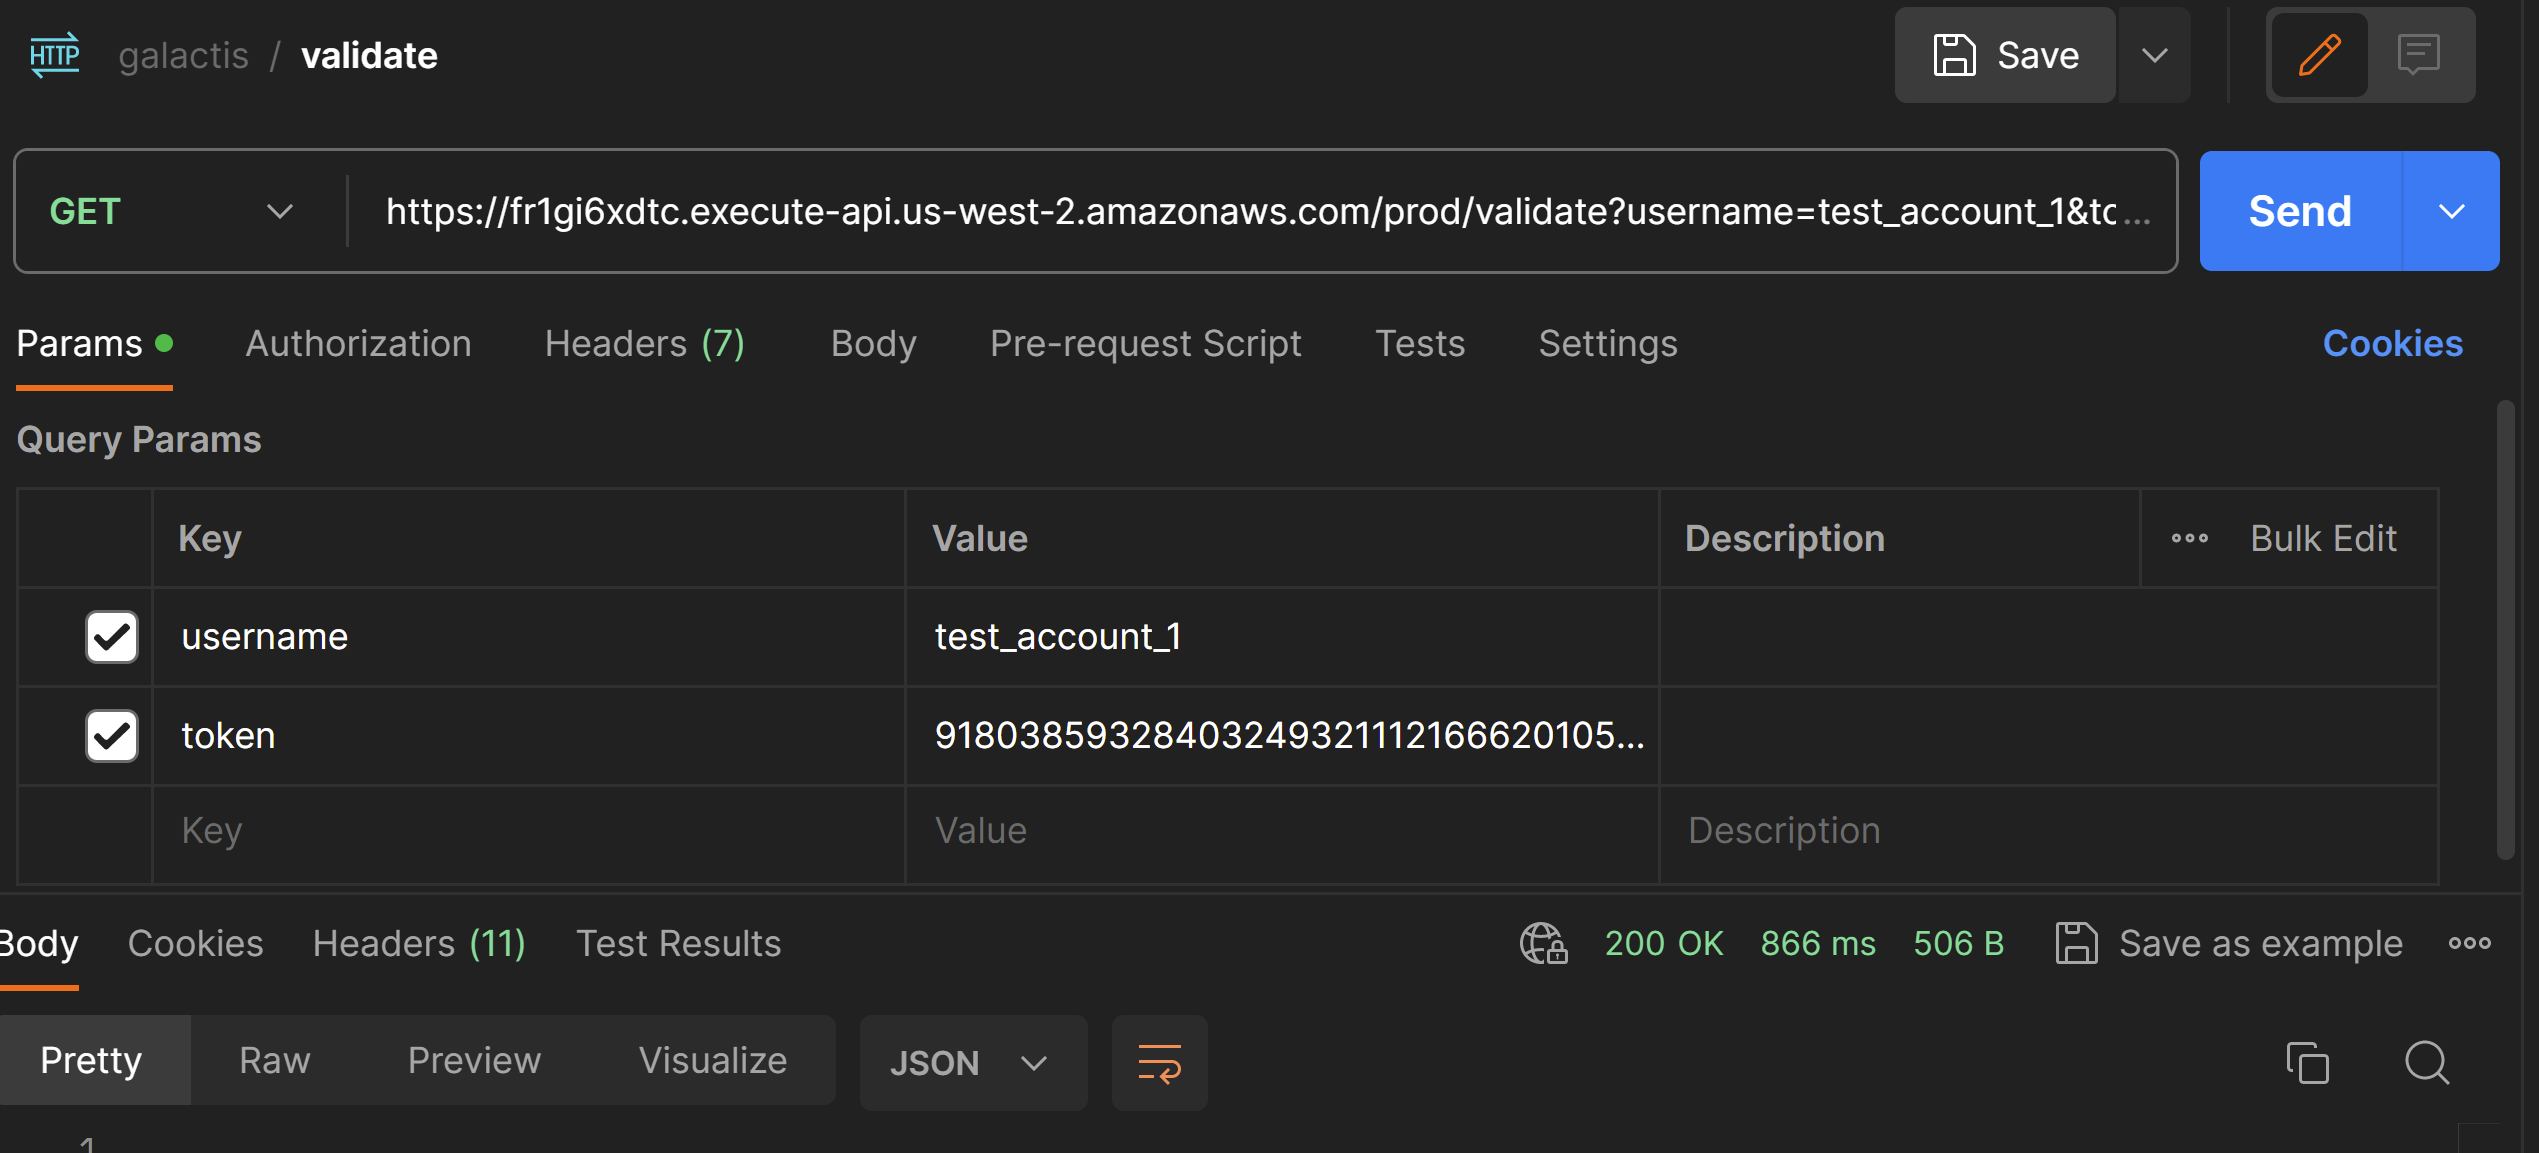 HTTP galactis / validate Save
GET https://fr1gi6xdtc.execute-api.us-west-2.amazonaws.com/prod/validate?username=test_account_1&tc... Send
Params Authorization Headers (7) Body Pre-request Script Tests Settings Cookies
Query Params
Key Value Description Bulk Edit
username test_account_1
token 91803859328403249321112166620105...
Key Value Description
Body Cookies Headers (11) Test Results 200 OK 866 ms 506 B Save as example
Pretty Raw Preview Visualize JSON
1